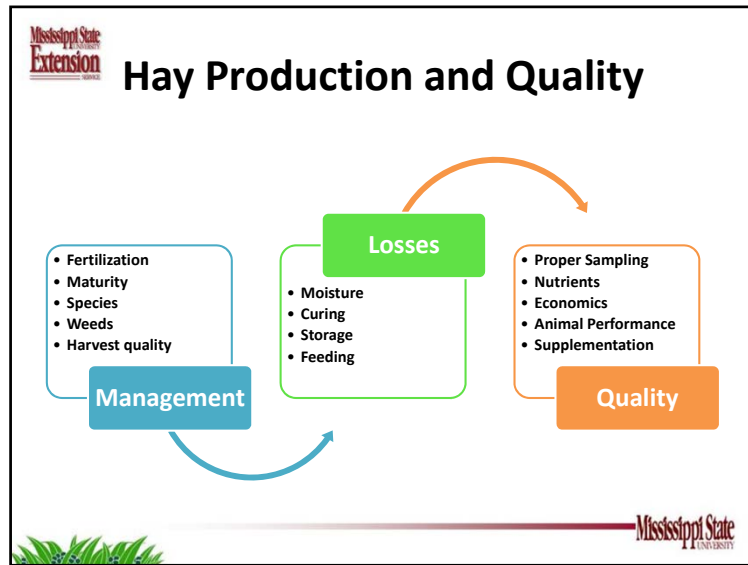 Mississippi State
UNIVERSITY
Extension
SERVICE
Hay Production and Quality
• Fertilization
• Maturity
• Species
• Weeds
• Harvest quality
Management
Losses
• Moisture
• Curing
• Storage
• Feeding
• Proper Sampling
• Nutrients
• Economics
• Animal Performance
• Supplementation
Quality
Mississippi State
UNIVERSITY